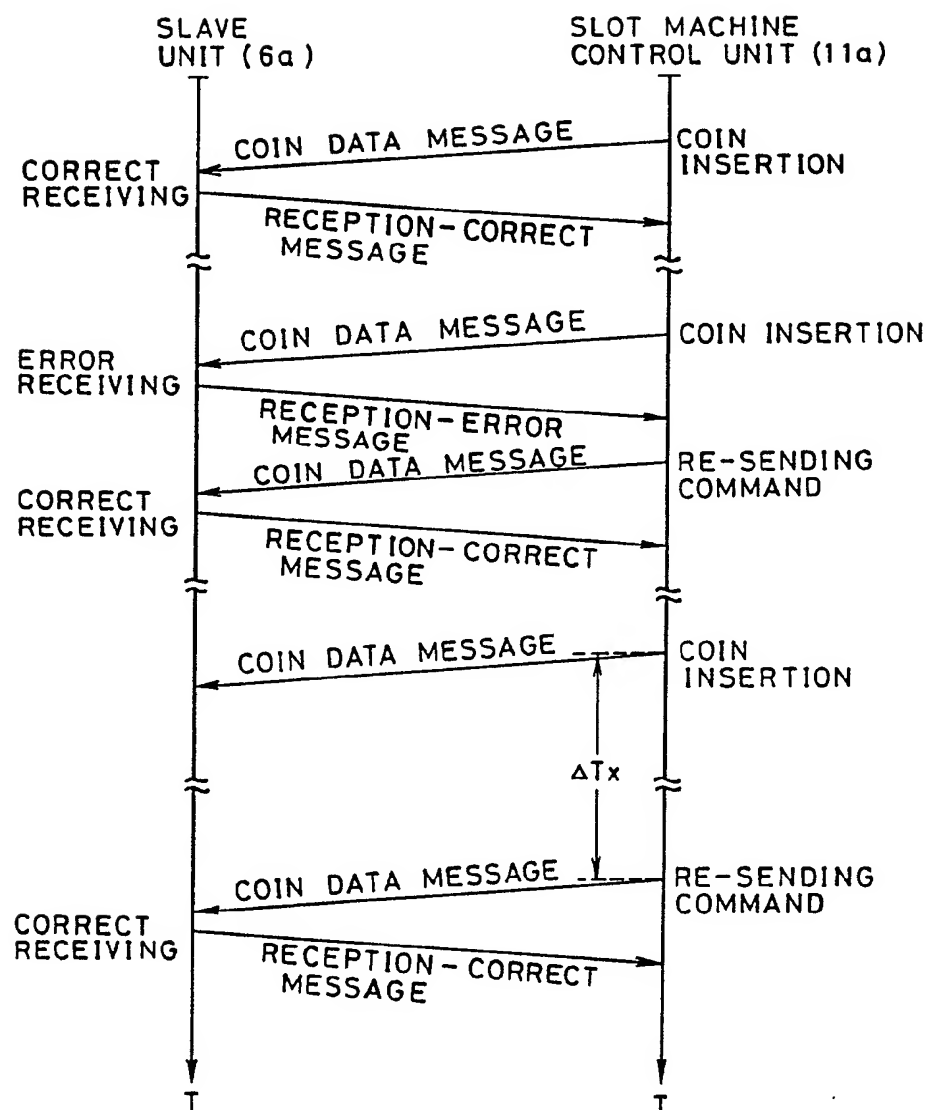 SLAVE
UNIT (6a)
SLOT MACHINE
CONTROL UNIT (11a)
COIN DATA MESSAGE
COIN
INSERTION
CORRECT
RECEIVING
RECEPTION-CORRECT
MESSAGE
COIN DATA MESSAGE
COIN INSERTION
ERROR
RECEIVING
RECEPTION-ERROR
MESSAGE
COIN DATA MESSAGE
RE-SENDING
COMMAND
CORRECT
RECEIVING
RECEPTION-CORRECT
MESSAGE
COIN DATA MESSAGE
COIN
INSERTION
ΔTx
COIN DATA MESSAGE
RE-SENDING
COMMAND
CORRECT
RECEIVING
RECEPTION-CORRECT
MESSAGE
T
T